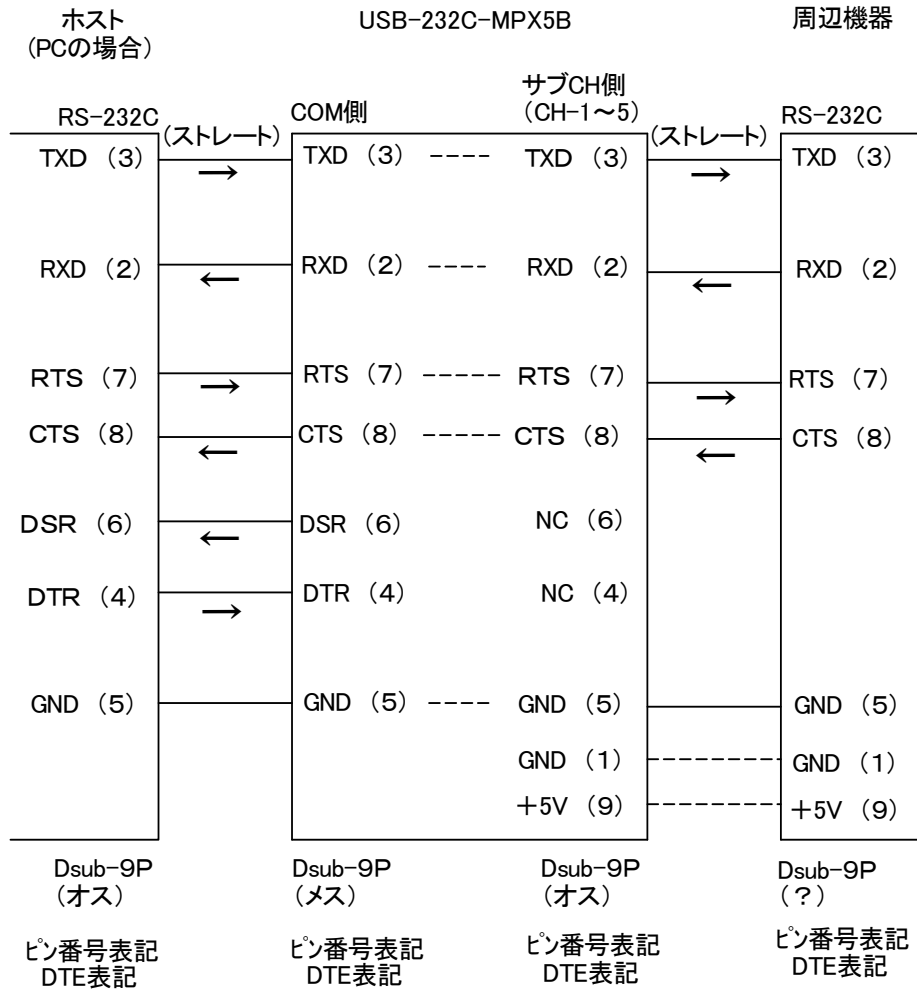 ホスト
(PCの場合)
USB-232C-MPX5B
周辺機器
RS-232C
COM側
サブCH側
(CH-1～5)
RS-232C
(ストレート)
(ストレート)
TXD (3)
TXD (3)
TXD (3)
TXD (3)
RXD (2)
RXD (2)
RXD (2)
RXD (2)
RTS (7)
RTS (7)
RTS (7)
RTS (7)
CTS (8)
CTS (8)
CTS (8)
CTS (8)
DSR (6)
DSR (6)
NC (6)
DTR (4)
DTR (4)
NC (4)
GND (5)
GND (5)
GND (5)
GND (5)
GND (1)
GND (1)
+5V (9)
+5V (9)
Dsub-9P
(オス)
Dsub-9P
(メス)
Dsub-9P
(オス)
Dsub-9P
(?)
ピン番号表記
DTE表記
ピン番号表記
DTE表記
ピン番号表記
DTE表記
ピン番号表記
DTE表記